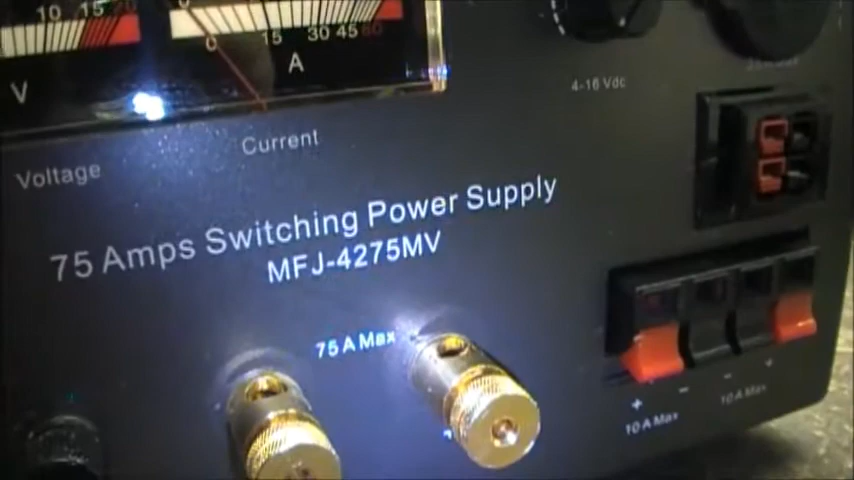 10 15 20
0 15 30 45 60
V
A
4-16 Vdc
Voltage
Current
75 Amps Switching Power Supply
MFJ-4275MV
75 A Max
+ - - +
10 A Max
10 A Max